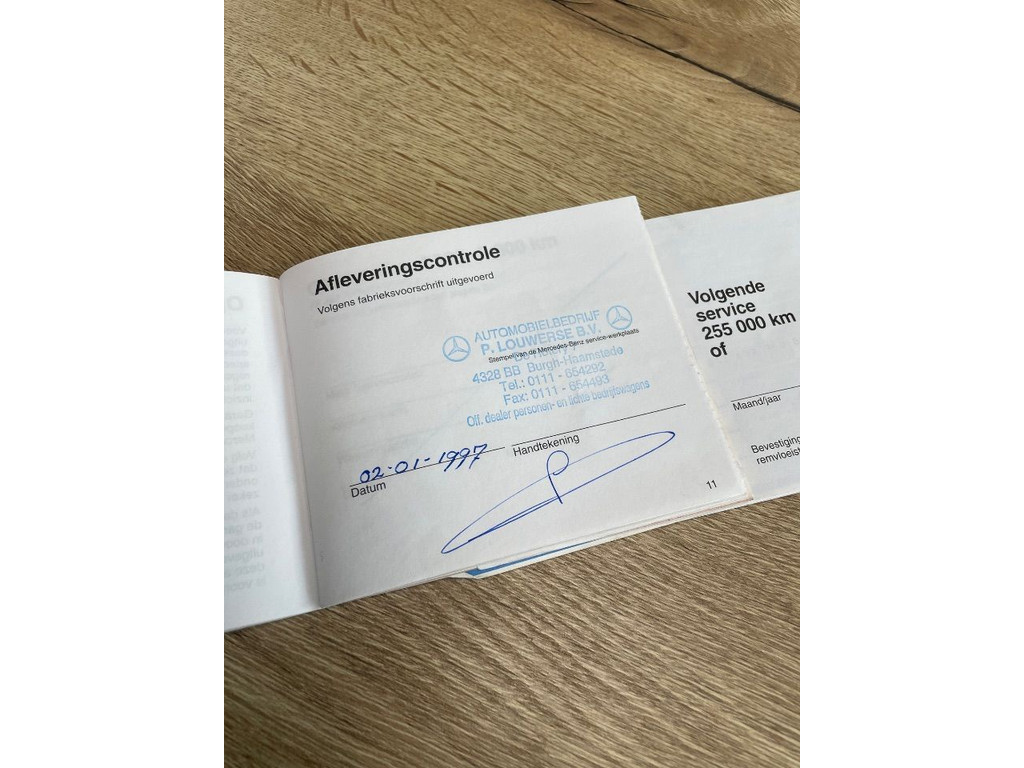 Afleveringscontrole
Volgens fabrieksvoorschrift uitgevoerd
AUTOMOBIELBEDRIJF
P. LOUWERSE B.V.
Stempel van de Mercedes-Benz service-werkplaats
4328 BB Burgh-Haamstede
Tel.: 0111 - 654292
Fax: 0111 - 654493
Off. dealer personen- en lichte bedrijfswagens
02-01-1997
Datum
Handtekening
11
Volgende
service
255 000 km
of
Maand/jaar
Bevestiging
remvloeist